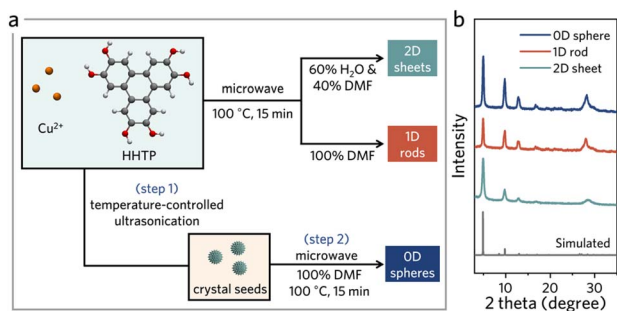 a
Cu2+
HHTP
microwave
100 °C, 15 min
60% H2O &
40% DMF
2D
sheets
100% DMF
1D
rods
(step 1)
temperature-controlled
ultrasonication
crystal seeds
(step 2)
microwave
100% DMF
100 °C, 15 min
0D
spheres
b
0D sphere
1D rod
2D sheet
Intensity
Simulated
10 20 30
2 theta (degree)